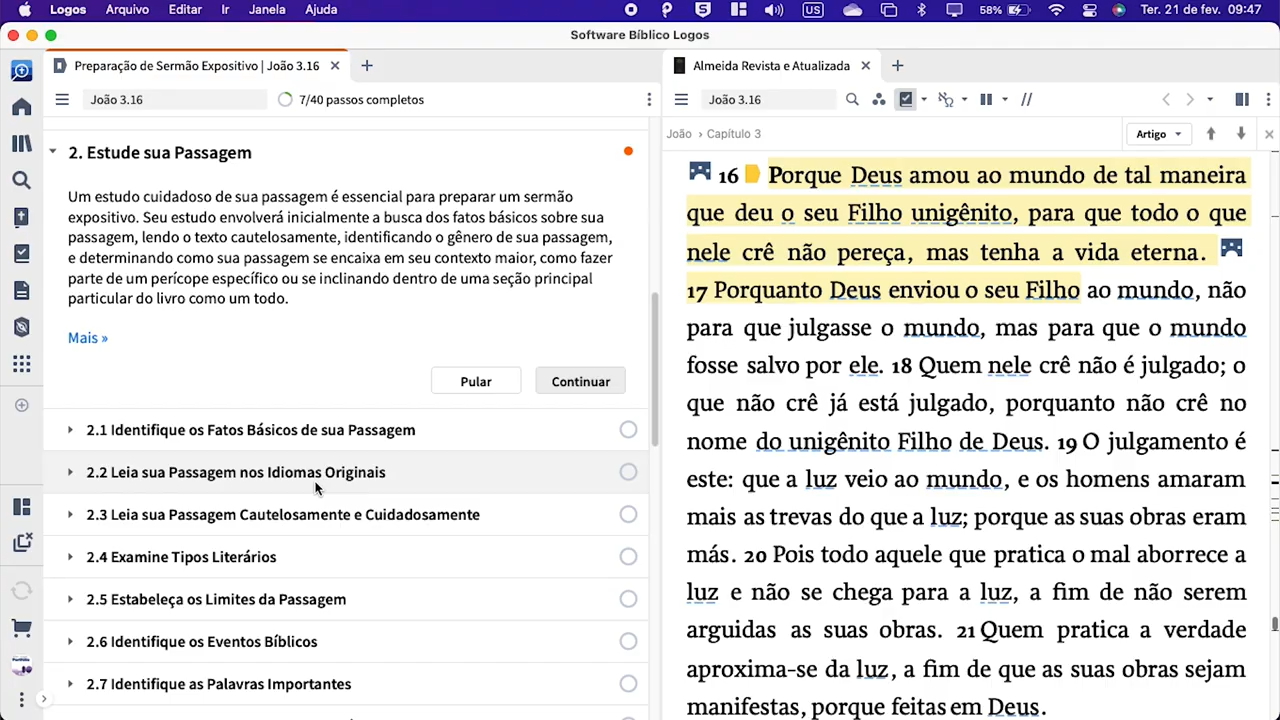 Logos Arquivo Editar Ir Janela Ajuda US 58% Ter. 21 de fev. 09:47
Software Bíblico Logos
Preparação de Sermão Expositivo | João 3.16
João 3.16 7/40 passos completos
2. Estude sua Passagem
Um estudo cuidadoso de sua passagem é essencial para preparar um sermão
expositivo. Seu estudo envolverá inicialmente a busca dos fatos básicos sobre sua
passagem, lendo o texto cautelosamente, identificando o gênero de sua passagem,
e determinando como sua passagem se encaixa em seu contexto maior, como fazer
parte de um perícope específico ou se inclinando dentro de uma seção principal
particular do livro como um todo.
Mais »
Pular Continuar
2.1 Identifique os Fatos Básicos de sua Passagem
2.2 Leia sua Passagem nos Idiomas Originais
2.3 Leia sua Passagem Cautelosamente e Cuidadosamente
2.4 Examine Tipos Literários
2.5 Estabeleça os Limites da Passagem
2.6 Identifique os Eventos Bíblicos
2.7 Identifique as Palavras Importantes
Almeida Revista e Atualizada
João 3.16
João › Capítulo 3 Artigo
16 Porque Deus amou ao mundo de tal maneira
que deu o seu Filho unigênito, para que todo o que
nele crê não pereça, mas tenha a vida eterna.
17 Porquanto Deus enviou o seu Filho ao mundo, não
para que julgasse o mundo, mas para que o mundo
fosse salvo por ele. 18 Quem nele crê não é julgado; o
que não crê já está julgado, porquanto não crê no
nome do unigênito Filho de Deus. 19 O julgamento é
este: que a luz veio ao mundo, e os homens amaram
mais as trevas do que a luz; porque as suas obras eram
más. 20 Pois todo aquele que pratica o mal aborrece a
luz e não se chega para a luz, a fim de não serem
arguidas as suas obras. 21 Quem pratica a verdade
aproxima-se da luz, a fim de que as suas obras sejam
manifestas, porque feitas em Deus.